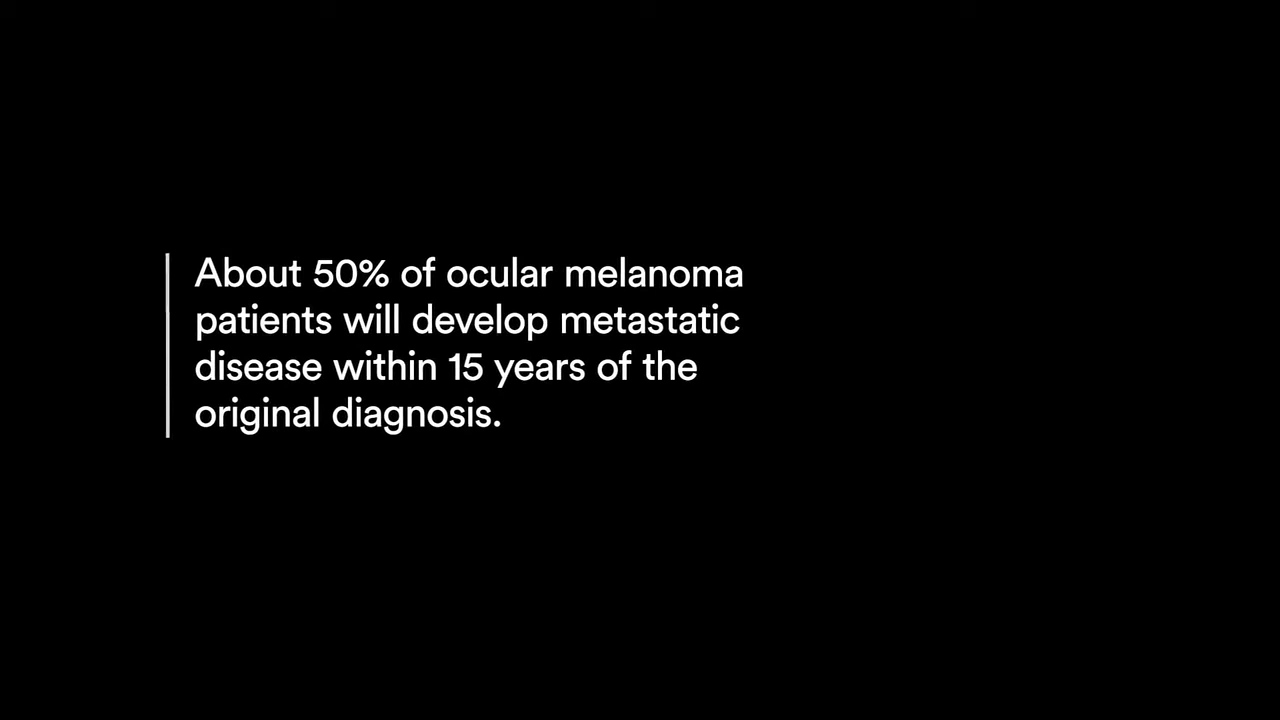 About 50% of ocular melanoma
patients will develop metastatic
disease within 15 years of the
original diagnosis.